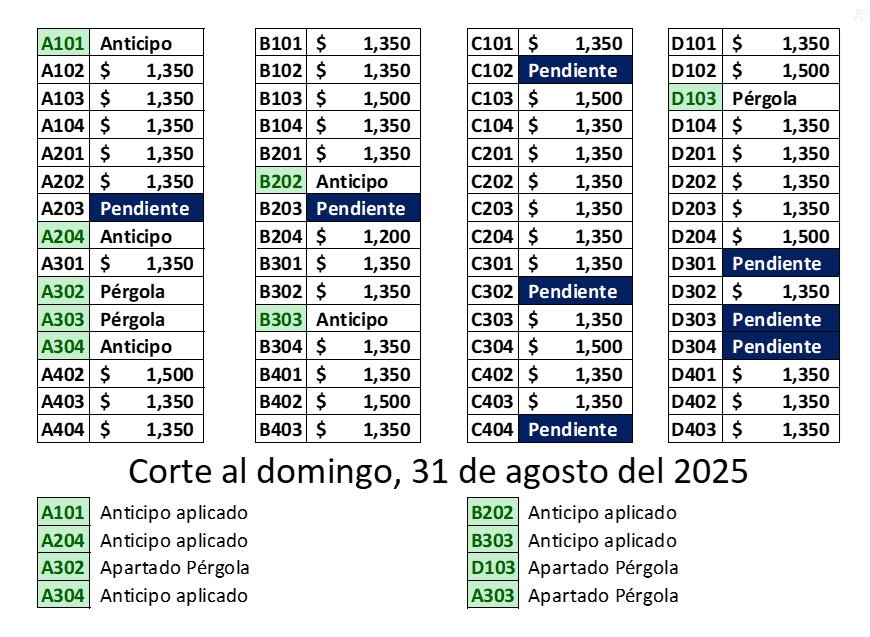 A101 Anticipo B101 $ 1,350 C101 $ 1,350 D101 $ 1,350
A102 $ 1,350 B102 $ 1,350 C102 Pendiente D102 $ 1,500
A103 $ 1,350 B103 $ 1,500 C103 $ 1,500 D103 Pérgola
A104 $ 1,350 B104 $ 1,350 C104 $ 1,350 D104 $ 1,350
A201 $ 1,350 B201 $ 1,350 C201 $ 1,350 D201 $ 1,350
A202 $ 1,350 B202 Anticipo C202 $ 1,350 D202 $ 1,350
A203 Pendiente B203 Pendiente C203 $ 1,350 D203 $ 1,350
A204 Anticipo B204 $ 1,200 C204 $ 1,350 D204 $ 1,500
A301 $ 1,350 B301 $ 1,350 C301 $ 1,350 D301 Pendiente
A302 Pérgola B302 $ 1,350 C302 Pendiente D302 $ 1,350
A303 Pérgola B303 Anticipo C303 $ 1,350 D303 Pendiente
A304 Anticipo B304 $ 1,350 C304 $ 1,500 D304 Pendiente
A402 $ 1,500 B401 $ 1,350 C402 $ 1,350 D401 $ 1,350
A403 $ 1,350 B402 $ 1,500 C403 $ 1,350 D402 $ 1,350
A404 $ 1,350 B403 $ 1,350 C404 Pendiente D403 $ 1,350
Corte al domingo, 31 de agosto del 2025
A101 Anticipo aplicado B202 Anticipo aplicado
A204 Anticipo aplicado B303 Anticipo aplicado
A302 Apartado Pérgola D103 Apartado Pérgola
A304 Anticipo aplicado A303 Apartado Pérgola